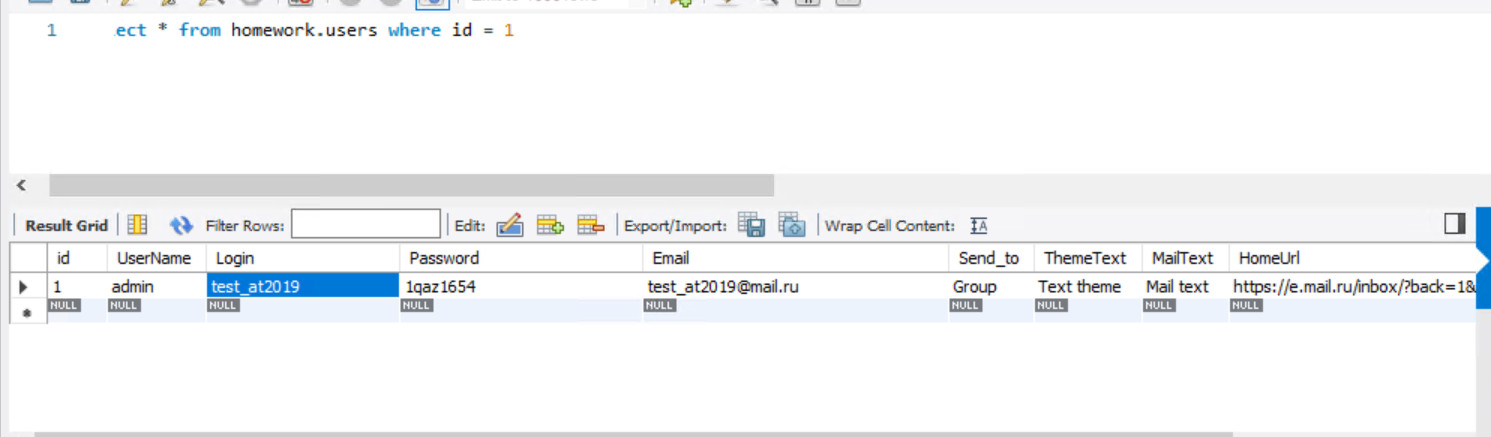 1 ect * from homework.users where id = 1
Result Grid Filter Rows: Edit: Export/Import: Wrap Cell Content:
id UserName Login Password Email Send_to ThemeText MailText HomeUrl
1 admin test_at2019 1qaz1654 test_at2019@mail.ru Group Text theme Mail text https://e.mail.ru/inbox/?back=1&
NULL NULL NULL NULL NULL NULL NULL NULL NULL